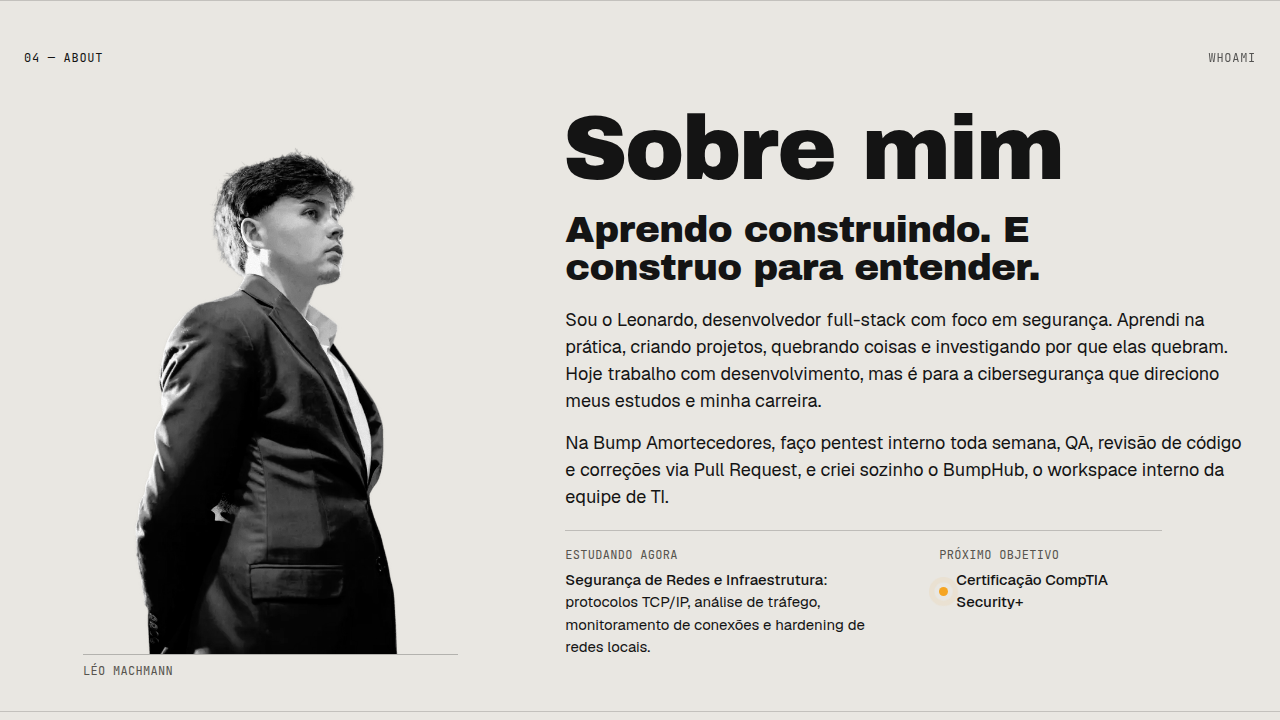 04 — ABOUT
WHOAMI
Sobre mim
Aprendo construindo. E
construo para entender.
Sou o Leonardo, desenvolvedor full-stack com foco em segurança. Aprendi na
prática, criando projetos, quebrando coisas e investigando por que elas quebram.
Hoje trabalho com desenvolvimento, mas é para a cibersegurança que direciono
meus estudos e minha carreira.
Na Bump Amortecedores, faço pentest interno toda semana, QA, revisão de código
e correções via Pull Request, e criei sozinho o BumpHub, o workspace interno da
equipe de TI.
ESTUDANDO AGORA
Segurança de Redes e Infraestrutura:
protocolos TCP/IP, análise de tráfego,
monitoramento de conexões e hardening de
redes locais.
PRÓXIMO OBJETIVO
Certificação CompTIA
Security+
LÉO MACHMANN